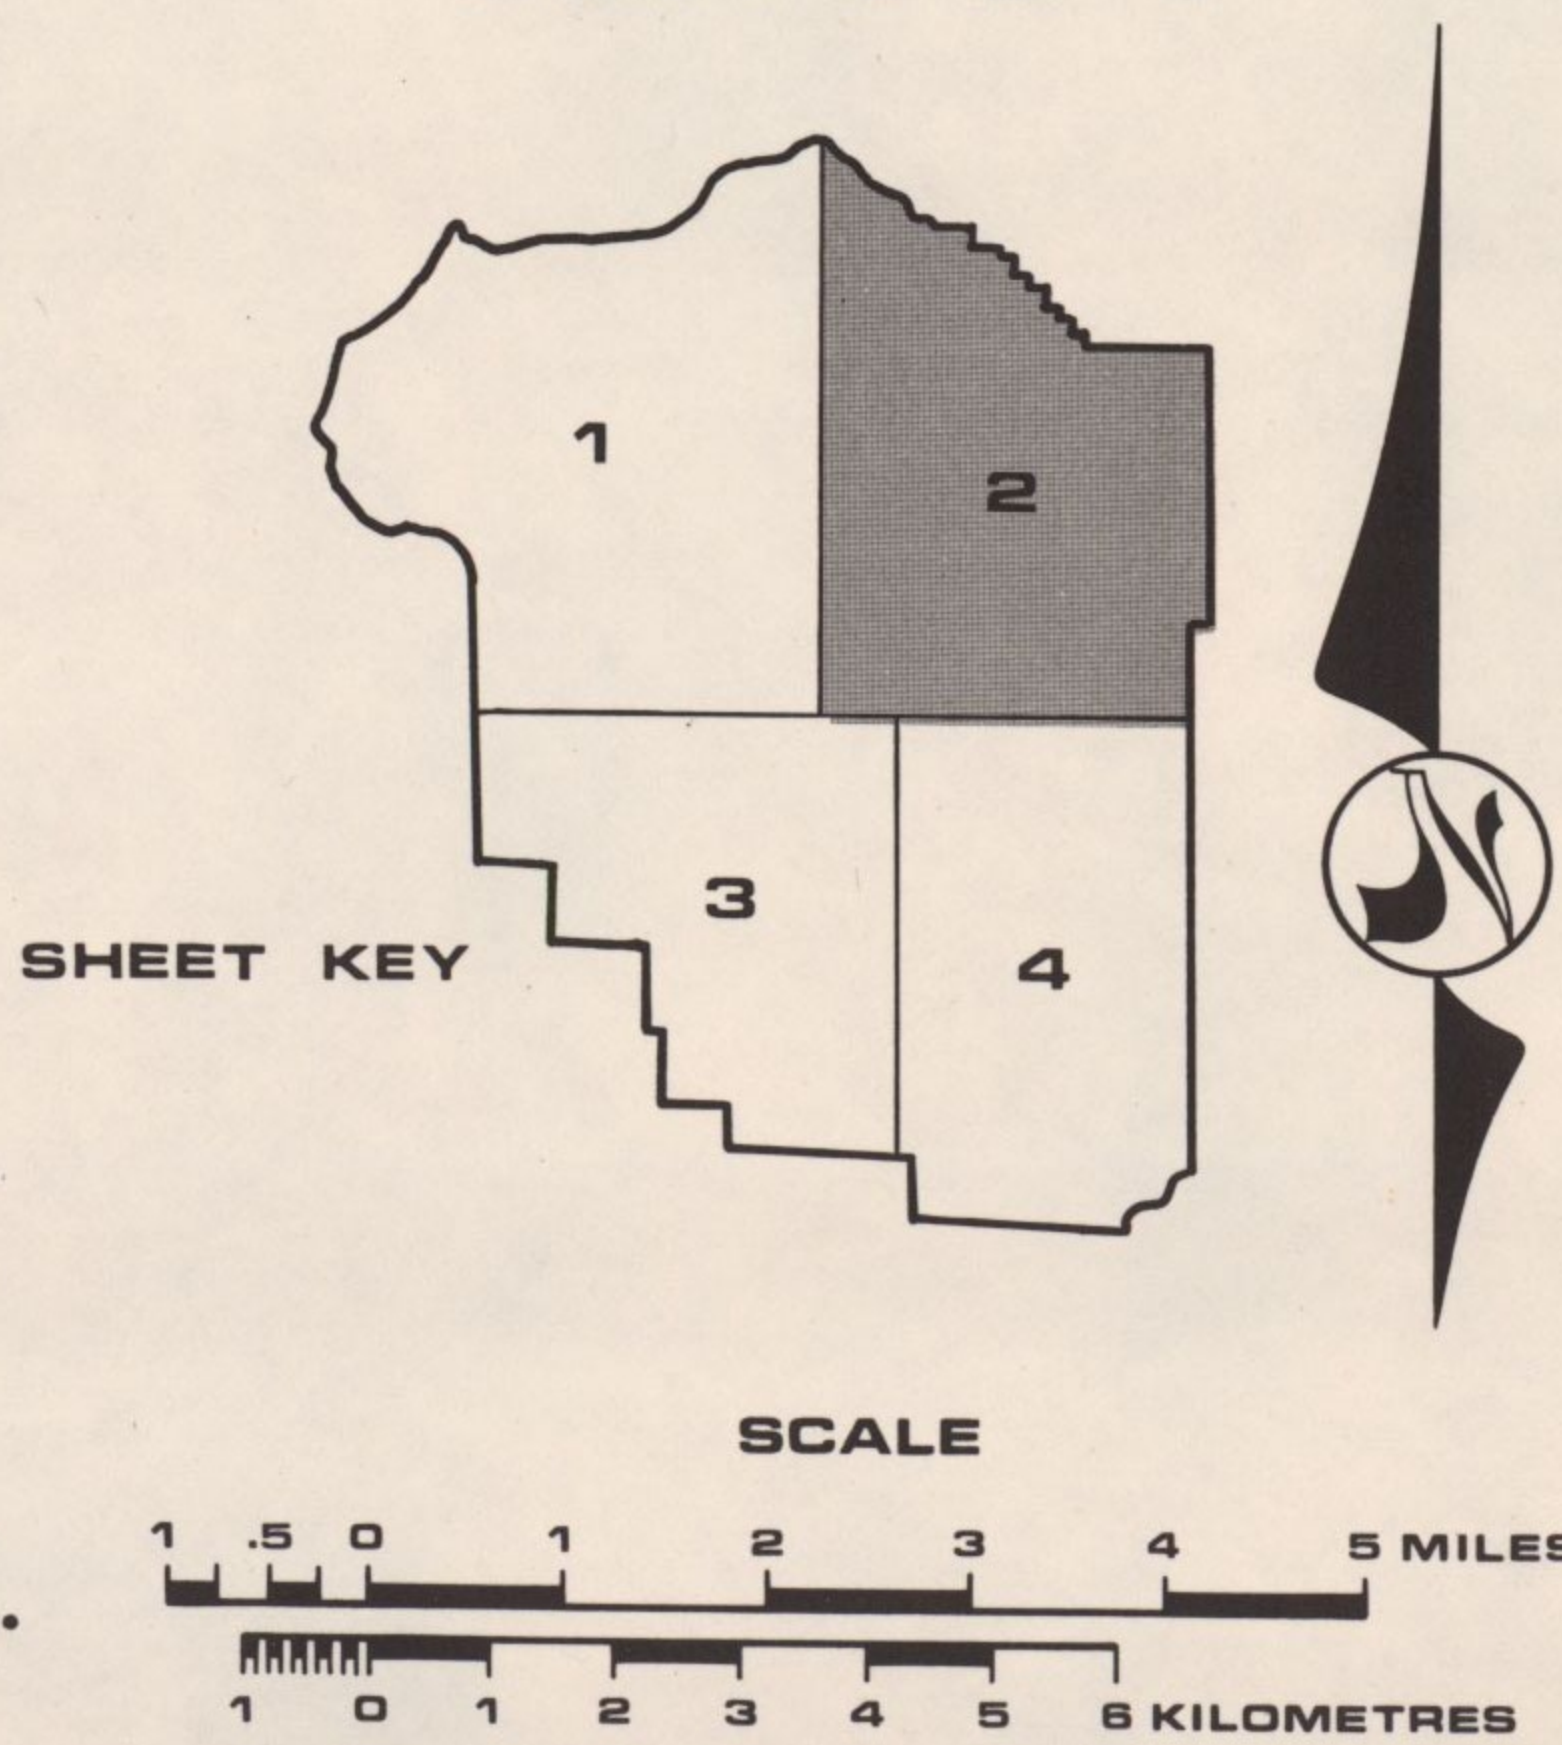 1
2
3
SHEET KEY
4
SCALE
1 .5 0 1 2 3 4 5 MILES
1 0 1 2 3 4 5 6 KILOMETRES